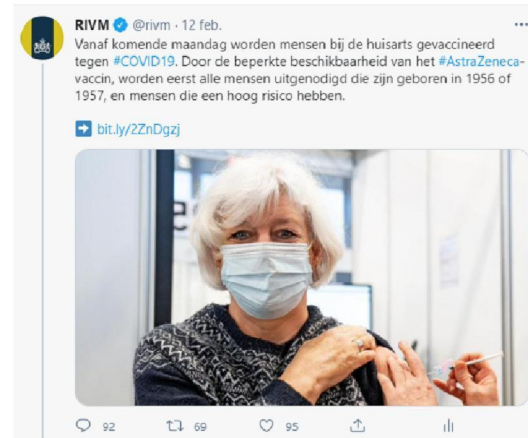 RIVM @rivm · 12 feb.
Vanaf komende maandag worden mensen bij de huisarts gevaccineerd
tegen #COVID19. Door de beperkte beschikbaarheid van het #AstraZeneca-
vaccin, worden eerst alle mensen uitgenodigd die zijn geboren in 1956 of
1957, en mensen die een hoog risico hebben.
bit.ly/2ZnDgzj
92 69 95